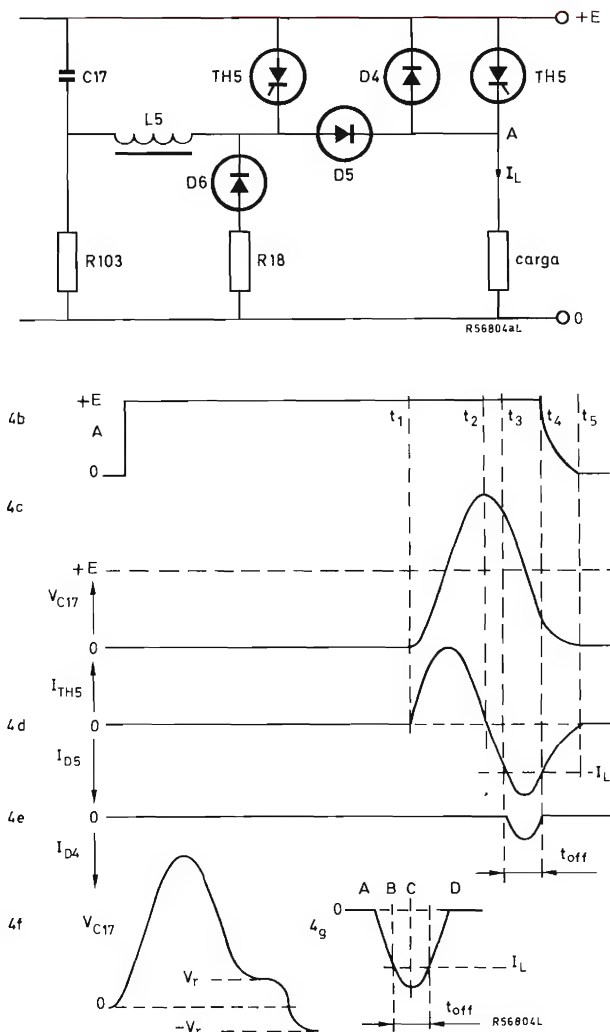 +E
C17
TH5
D4
TH5
L5
A
D5
I_L
D6
R103
R18
carga
0
R56804aL
4b
+E
A
0
t₁
t₂
t₃
t₄
t₅
4c
+E
V_C17
0
I_TH5
4d
0
I_D5
-I_L
4e
0
I_D4
t_off
4f
V_C17
V_r
0
-V_r
A B C D
0
4g
I_L
t_off
R56804L